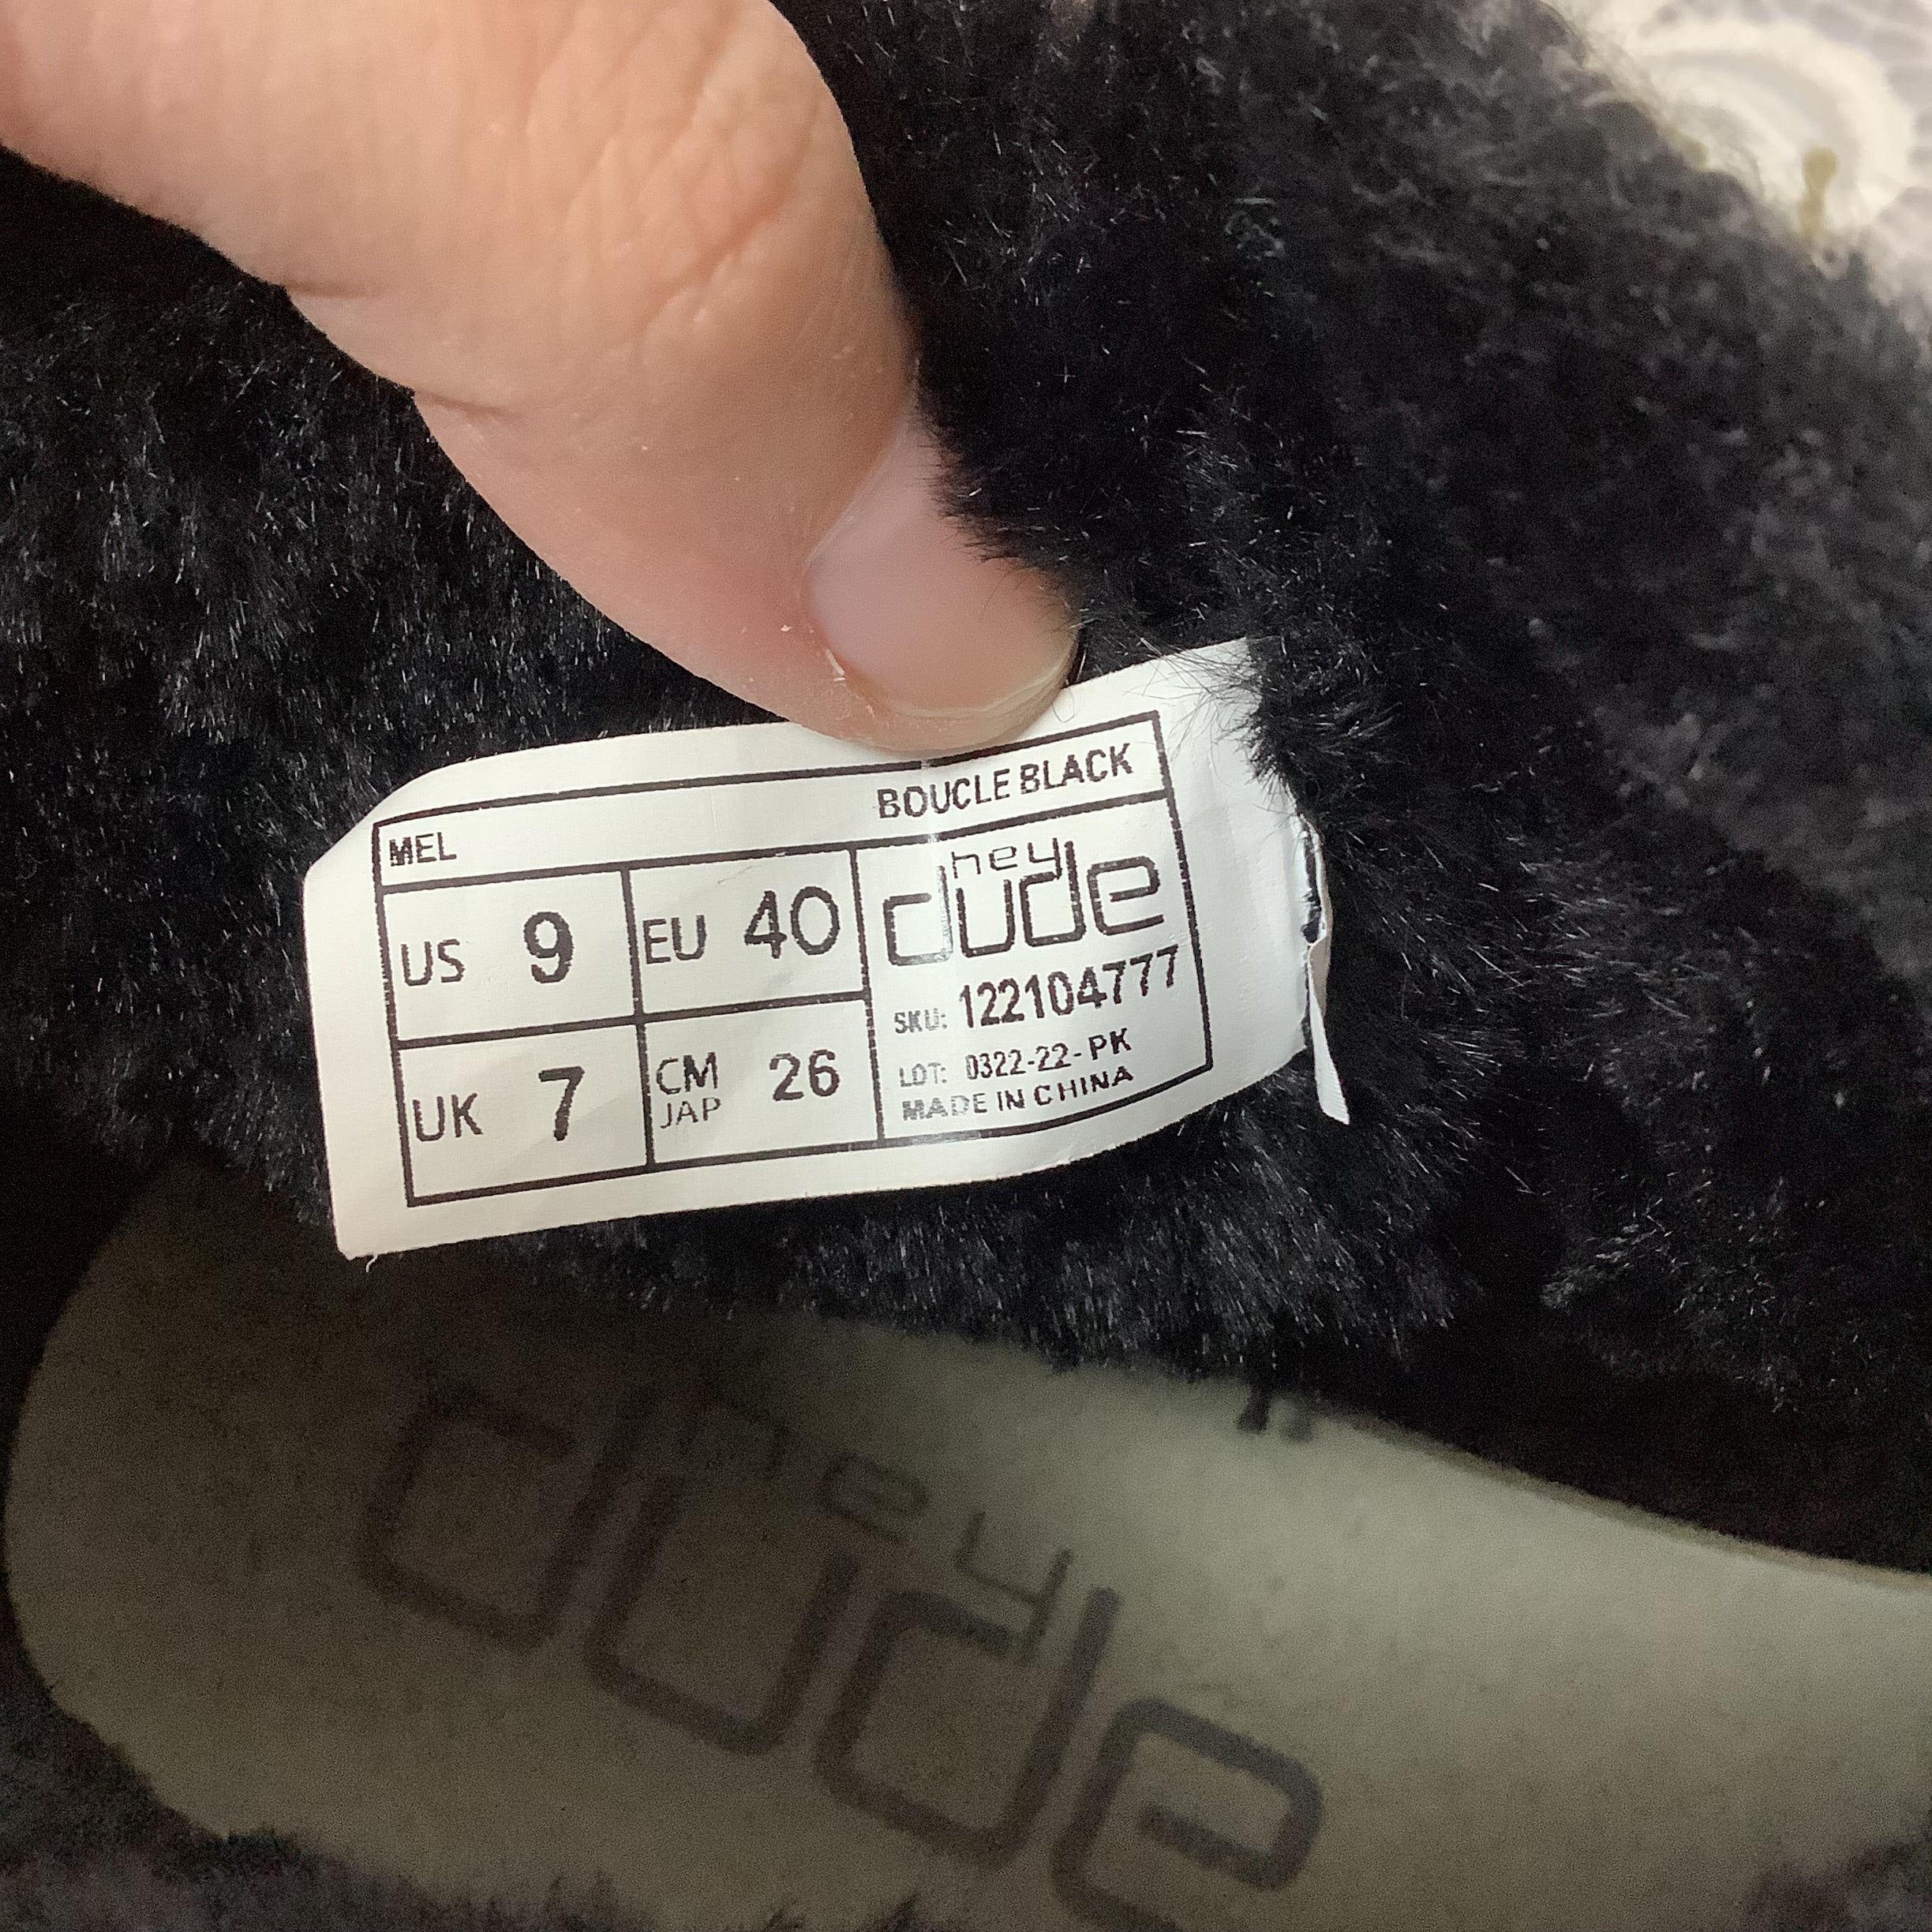 MEL BOUCLE BLACK
US 9 EU 40
hey
dude
UK 7 CM
JAP 26
SKU: 122104777
LOT: 0322-22-PK
MADE IN CHINA
hey
dude